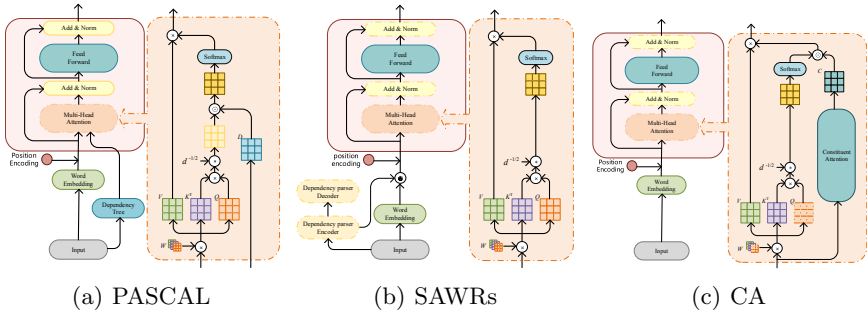 Add & Norm
Feed
Forward
Add & Norm
Multi-Head
Attention
Position
Encoding
Word
Embedding
Dependency
Tree
Input
Softmax
D
d -1/2
V
K^T
Q
W
(a) PASCAL
Add & Norm
Feed
Forward
Add & Norm
Multi-Head
Attention
position
encoding
Dependency parser
Decoder
Dependency parser
Encoder
Word
Embedding
Input
Softmax
d -1/2
V
K^T
Q
W
(b) SAWRs
Add & Norm
Feed
Forward
Add & Norm
Multi-Head
Attention
Position
Encoding
Word
Embedding
Input
Softmax
C
Constituent
Attention
d -1/2
V
K^T
Q
W
(c) CA